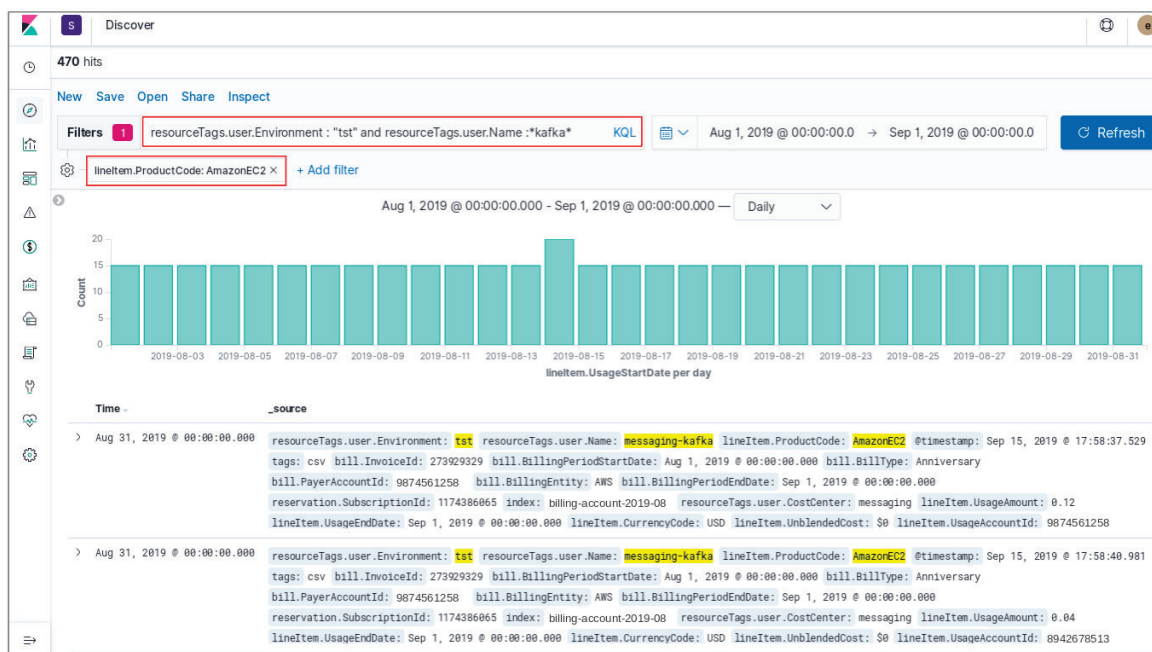 S Discover e
470 hits
New Save Open Share Inspect
Filters 1 resourceTags.user.Environment : "tst" and resourceTags.user.Name :*kafka* KQL Aug 1, 2019 @ 00:00:00.0 → Sep 1, 2019 @ 00:00:00.0 Refresh
lineItem.ProductCode: AmazonEC2 × + Add filter
Aug 1, 2019 @ 00:00:00.000 - Sep 1, 2019 @ 00:00:00.000 — Daily
20
15
10
5
0
Count
2019-08-03 2019-08-05 2019-08-07 2019-08-09 2019-08-11 2019-08-13 2019-08-15 2019-08-17 2019-08-19 2019-08-21 2019-08-23 2019-08-25 2019-08-27 2019-08-29 2019-08-31
lineItem.UsageStartDate per day
Time _source
Aug 31, 2019 @ 00:00:00.000 resourceTags.user.Environment: tst resourceTags.user.Name: messaging-kafka lineItem.ProductCode: AmazonEC2 @timestamp: Sep 15, 2019 @ 17:58:37.529
tags: csv bill.InvoiceId: 273929329 bill.BillingPeriodStartDate: Aug 1, 2019 @ 00:00:00.000 bill.BillType: Anniversary
bill.PayerAccountId: 9874561258 bill.BillingEntity: AWS bill.BillingPeriodEndDate: Sep 1, 2019 @ 00:00:00.000
reservation.SubscriptionId: 1174386065 index: billing-account-2019-08 resourceTags.user.CostCenter: messaging lineItem.UsageAmount: 0.12
lineItem.UsageEndDate: Sep 1, 2019 @ 00:00:00.000 lineItem.CurrencyCode: USD lineItem.UnblendedCost: $0 lineItem.UsageAccountId: 9874561258
Aug 31, 2019 @ 00:00:00.000 resourceTags.user.Environment: tst resourceTags.user.Name: messaging-kafka lineItem.ProductCode: AmazonEC2 @timestamp: Sep 15, 2019 @ 17:58:40.981
tags: csv bill.InvoiceId: 273929329 bill.BillingPeriodStartDate: Aug 1, 2019 @ 00:00:00.000 bill.BillType: Anniversary
bill.PayerAccountId: 9874561258 bill.BillingEntity: AWS bill.BillingPeriodEndDate: Sep 1, 2019 @ 00:00:00.000
reservation.SubscriptionId: 1174386065 index: billing-account-2019-08 resourceTags.user.CostCenter: messaging lineItem.UsageAmount: 0.04
lineItem.UsageEndDate: Sep 1, 2019 @ 00:00:00.000 lineItem.CurrencyCode: USD lineItem.UnblendedCost: $0 lineItem.UsageAccountId: 8942678513